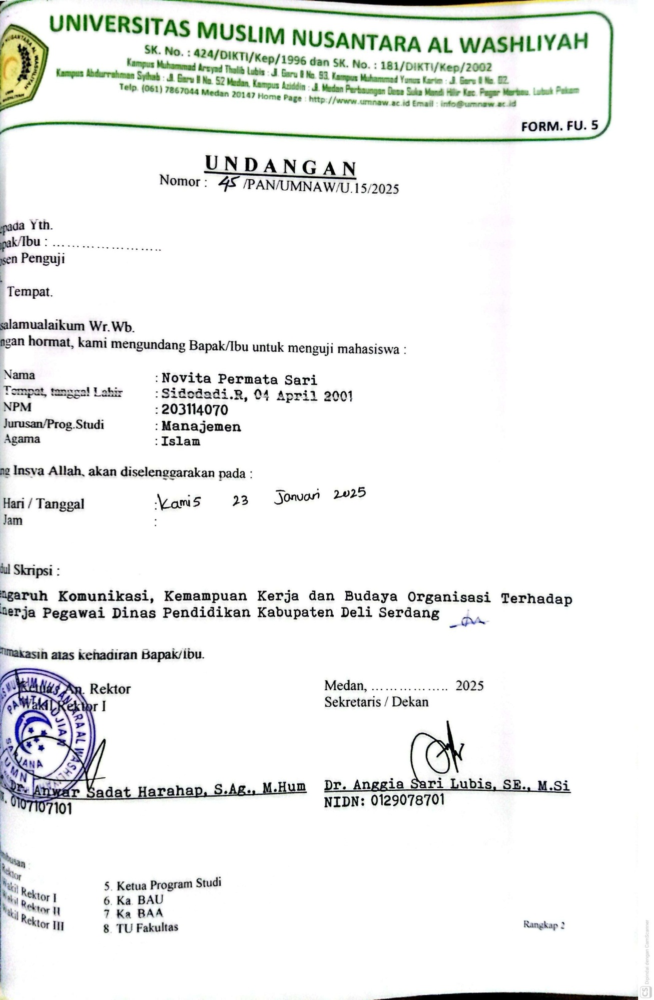 UNIVERSITAS MUSLIM NUSANTARA AL WASHLIYAH
SK. No. : 424/DIKTI/Kep/1996 dan SK. No. : 181/DIKTI/Kep/2002
Kampus Muhammad Arsyad Thalib Lubis : Jl. Garu II No. 93, Kampus Muhammad Yunus Karim : Jl. Garu II No. 02,
Kampus Abdurrahman Syihab : Jl. Garu II No. 52 Medan, Kampus Aziddin : Jl. Medan Perbaungan Desa Suka Mandi Hilir Kec. Pagar Merbau, Lubuk Pakam
Telp. (061) 7867044 Medan 20147 Home Page : http://www.umnaw.ac.id Email : info@umnaw.ac.id
FORM. FU. 5
UNDANGAN
Nomor : 45 /PAN/UMNAW/U.15/2025
epada Yth.
pak/Ibu : ........................
osen Penguji
Tempat.
salamualaikum Wr.Wb.
ngan hormat, kami mengundang Bapak/Ibu untuk menguji mahasiswa :
Nama : Novita Permata Sari
Tempat, tanggal Lahir : Sidodadi.R, 04 April 2001
NPM : 203114070
Jurusan/Prog.Studi : Manajemen
Agama : Islam
ng Insya Allah, akan diselenggarakan pada :
Hari / Tanggal : Kamis 23 Januari 2025
Jam :
dul Skripsi :
engaruh Komunikasi, Kemampuan Kerja dan Budaya Organisasi Terhadap
inerja Pegawai Dinas Pendidikan Kabupaten Deli Serdang
erimakasih atas kehadiran Bapak/Ibu.
Ketua / An. Rektor
Wakil Rektor I
PANITIA UJIAN
SARJANA
UMN
Dr. Anwar Sadat Harahap, S.Ag., M.Hum
N. 0107107101
Medan, .................. 2025
Sekretaris / Dekan
Dr. Anggia Sari Lubis, SE., M.Si
NIDN: 0129078701
mbusan :
Rektor
Wakil Rektor I
Wakil Rektor II
Wakil Rektor III
5. Ketua Program Studi
6. Ka. BAU
7. Ka BAA
8. TU Fakultas
Rangkap 2
CS Dipindai dengan CamScanner